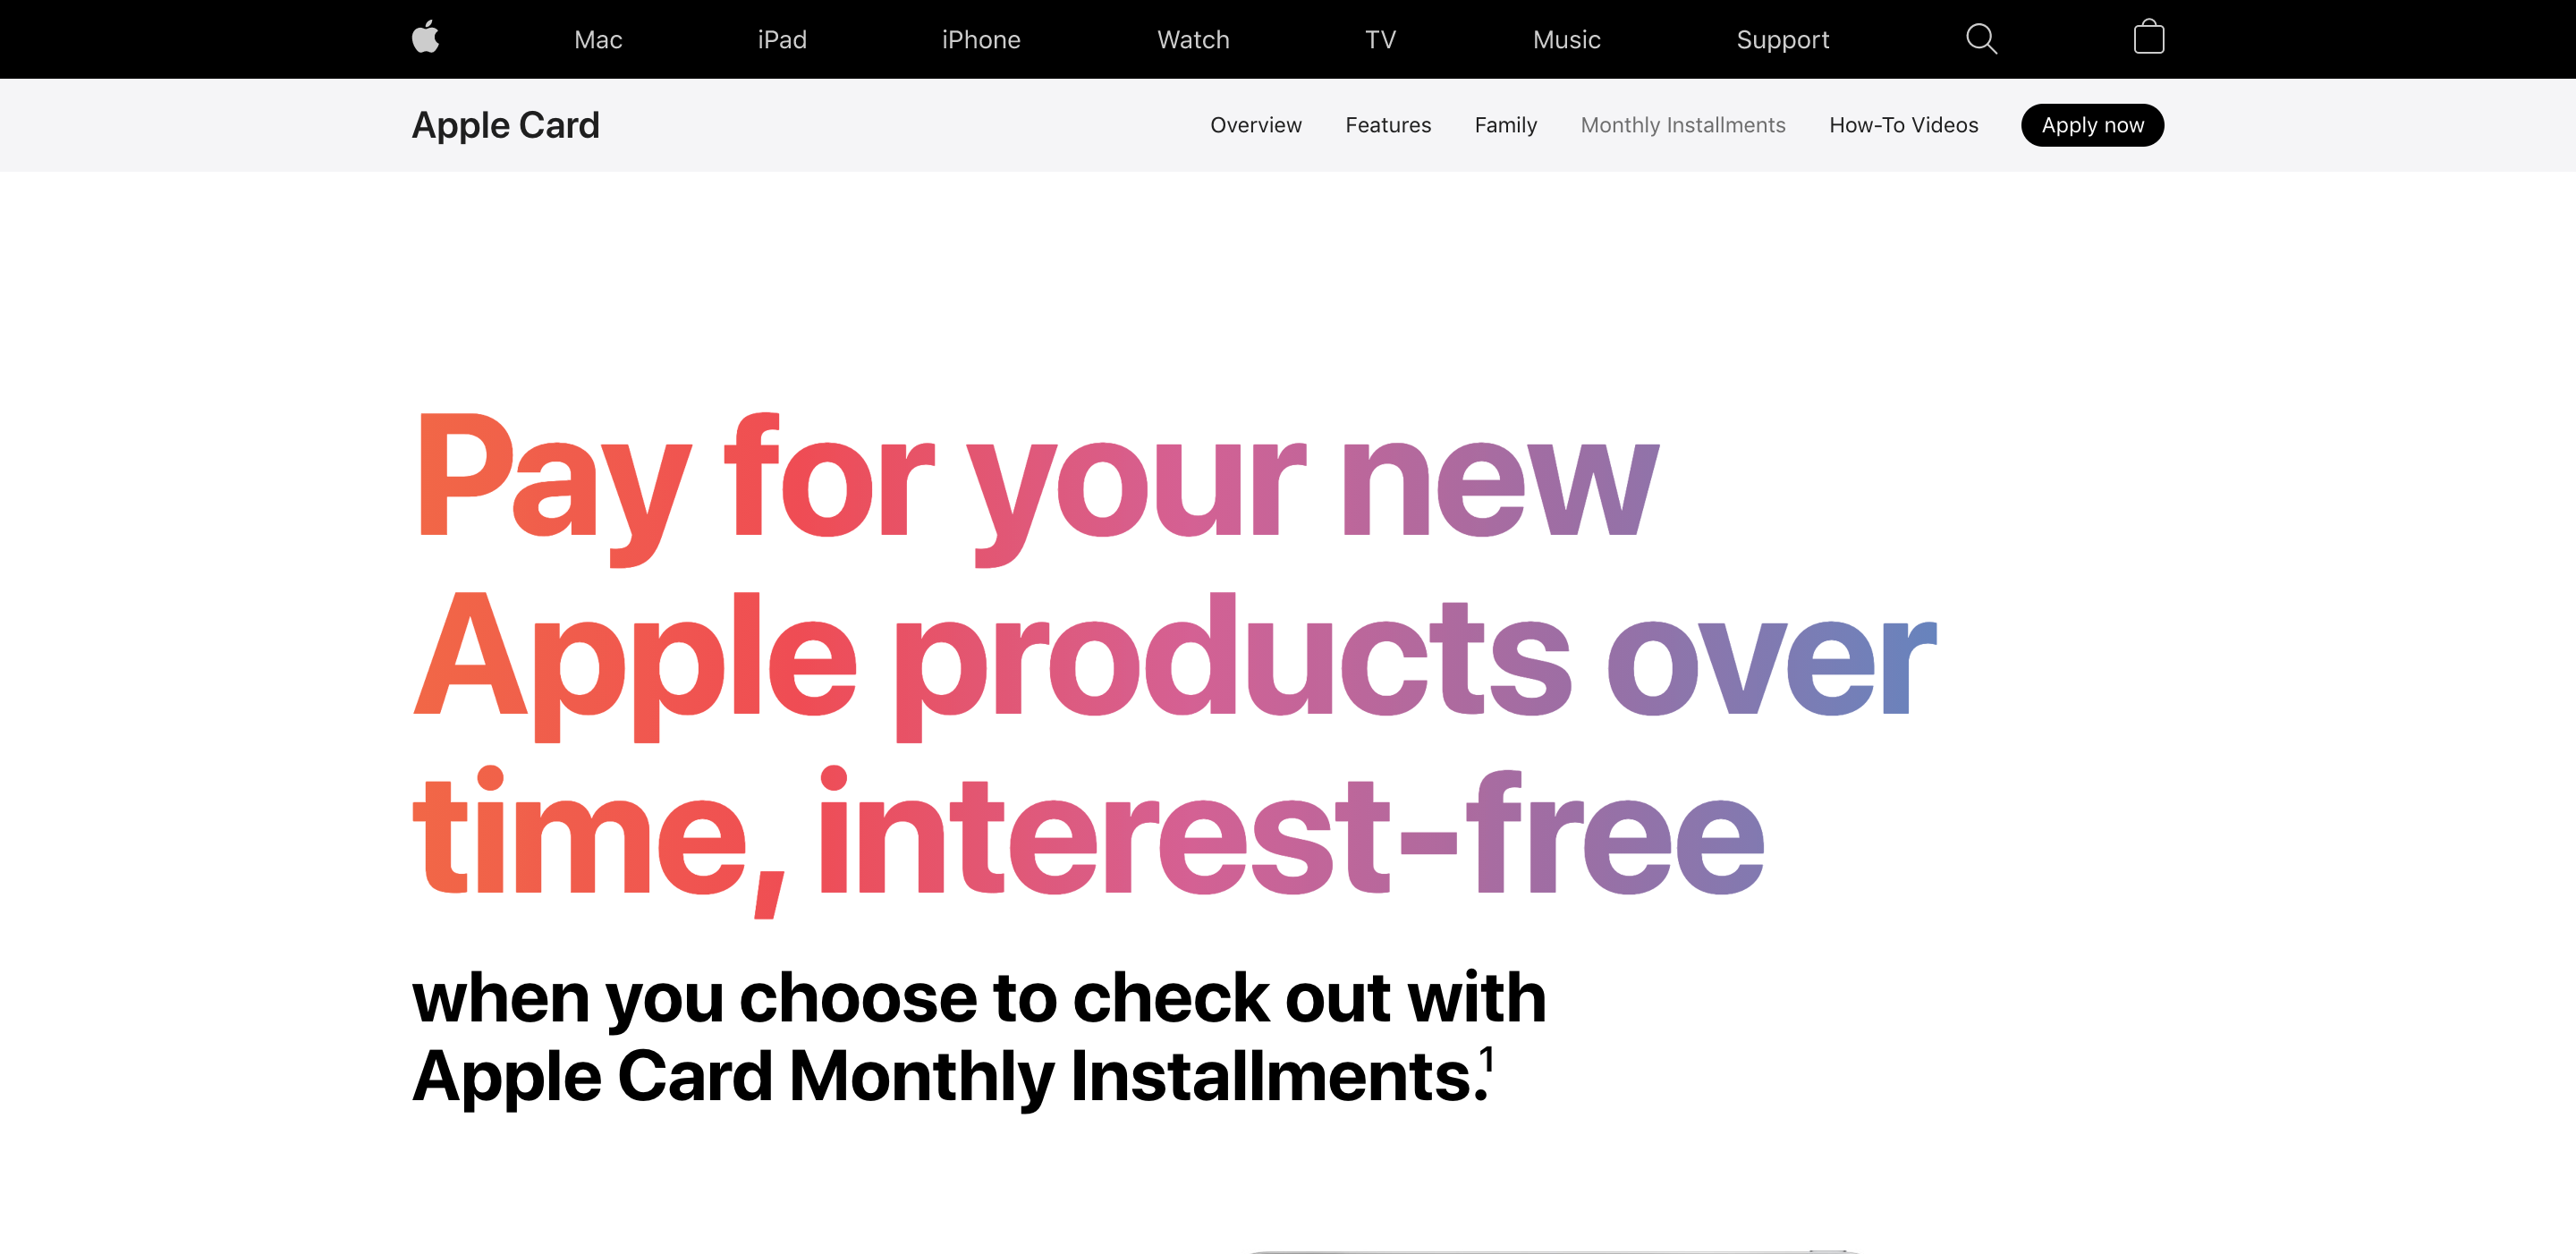 Mac iPad iPhone Watch TV Music Support
Apple Card Overview Features Family Monthly Installments How-To Videos Apply now
Pay for your new
Apple products over
time, interest-free
when you choose to check out with
Apple Card Monthly Installments.¹